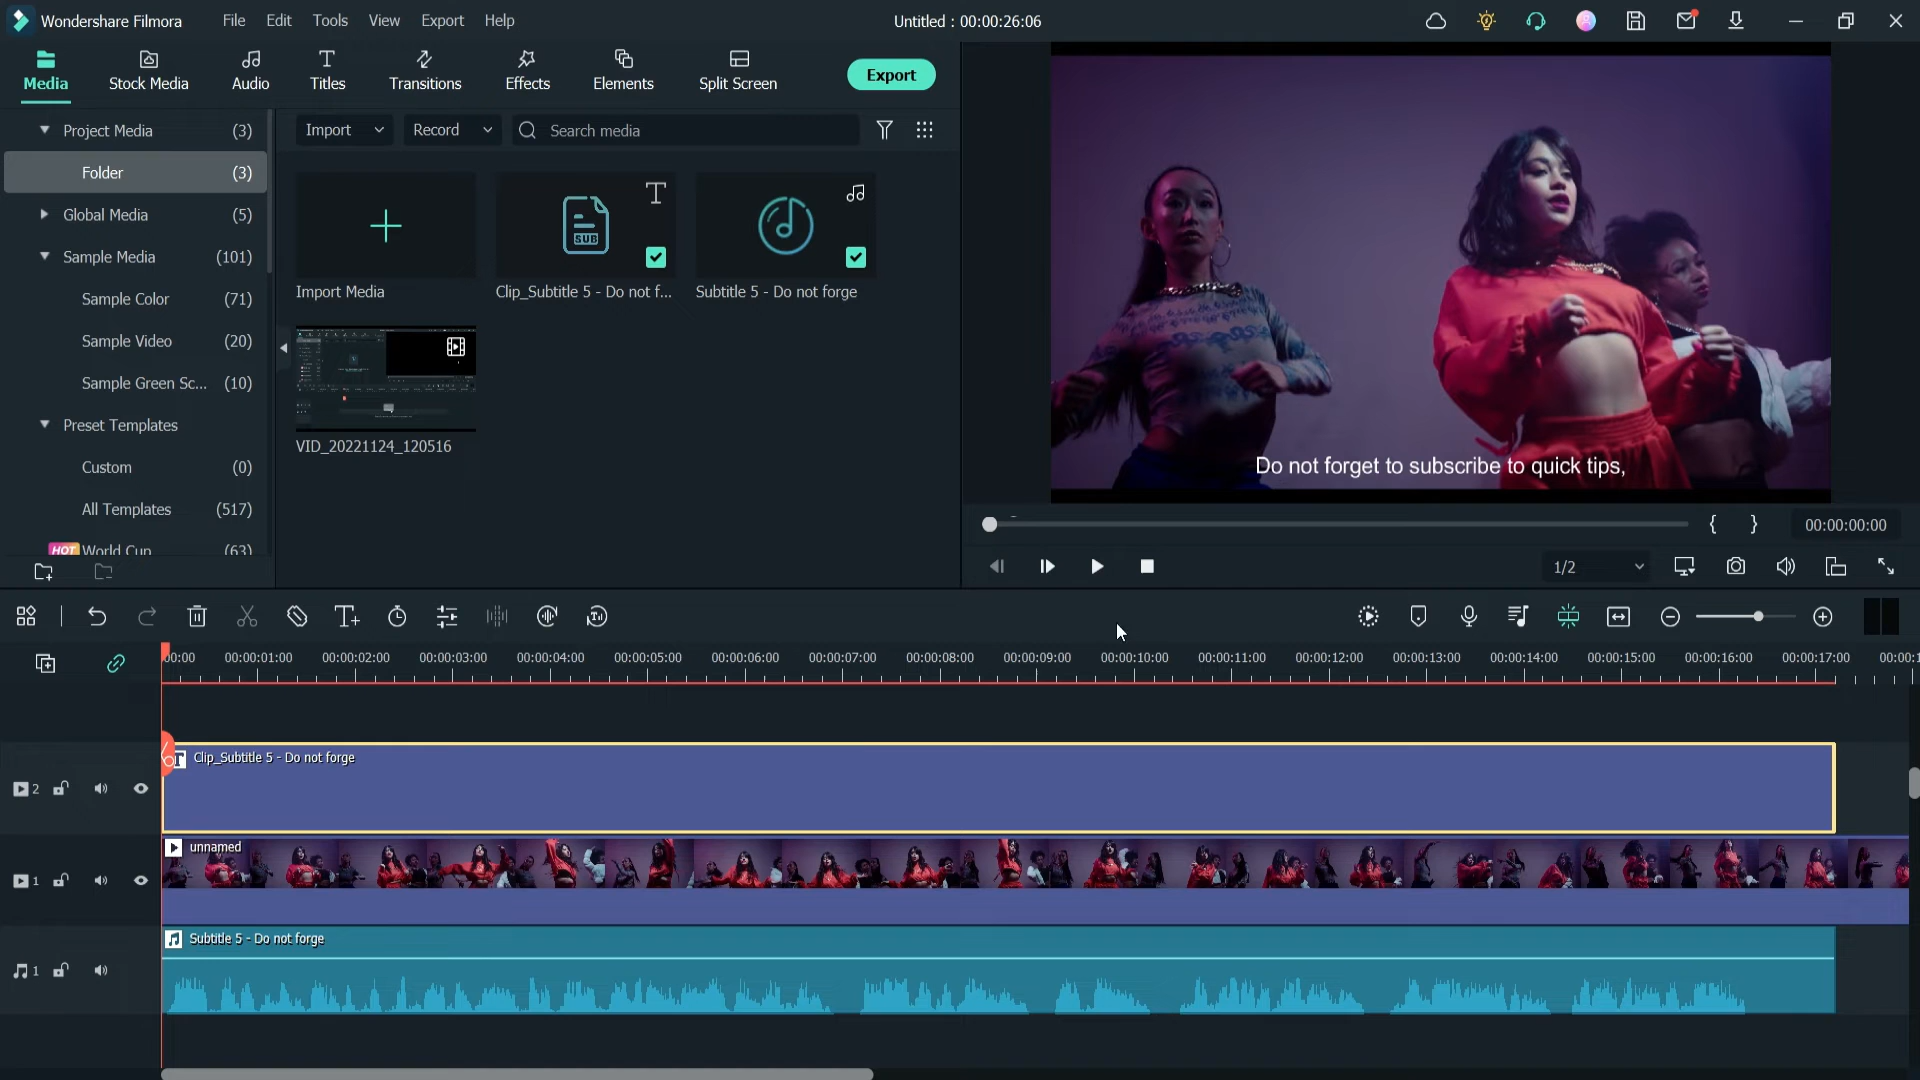 Wondershare Filmora File Edit Tools View Export Help Untitled : 00:00:26:06
Media Stock Media Audio Titles Transitions Effects Elements Split Screen Export
Project Media (3)
Folder (3)
Global Media (5)
Sample Media (101)
Sample Color (71)
Sample Video (20)
Sample Green Sc... (10)
Preset Templates
Custom (0)
All Templates (517)
HOT World Cup (63)
Import Record Search media
SUB
Import Media Clip_Subtitle 5 - Do not f... Subtitle 5 - Do not forge
VID_20221124_120516
Do not forget to subscribe to quick tips,
00:00:00:00
1/2
00:00 00:00:01:00 00:00:02:00 00:00:03:00 00:00:04:00 00:00:05:00 00:00:06:00 00:00:07:00 00:00:08:00 00:00:09:00 00:00:10:00 00:00:11:00 00:00:12:00 00:00:13:00 00:00:14:00 00:00:15:00 00:00:16:00 00:00:17:00 00:00:1
Clip_Subtitle 5 - Do not forge
2
unnamed
1
Subtitle 5 - Do not forge
1